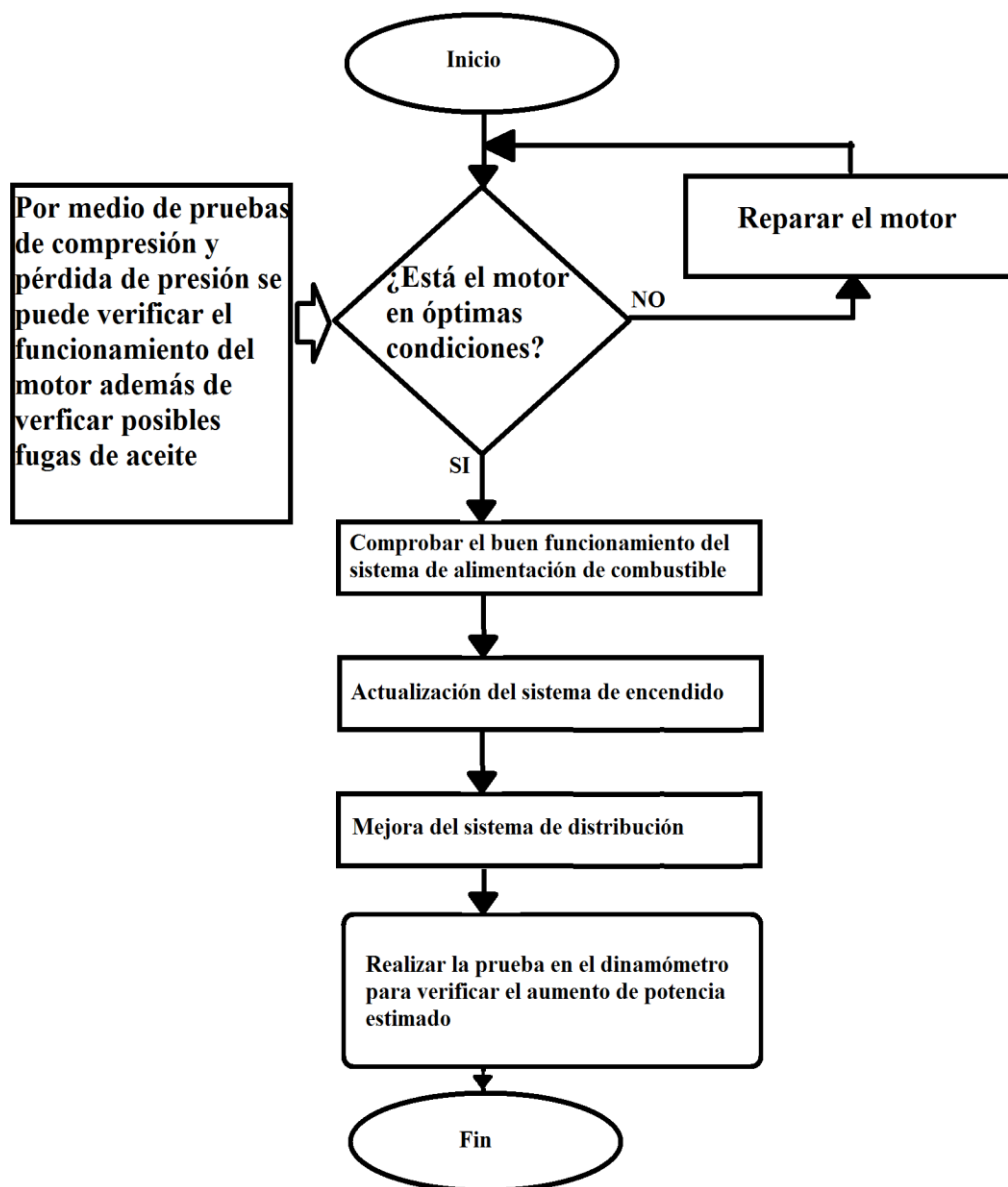 Inicio
Por medio de pruebas
de compresión y
pérdida de presión se
puede verificar el
funcionamiento del
motor además de
verficar posibles
fugas de aceite
¿Está el motor
en óptimas
condiciones?
NO
Reparar el motor
SI
Comprobar el buen funcionamiento del
sistema de alimentación de combustible
Actualización del sistema de encendido
Mejora del sistema de distribución
Realizar la prueba en el dinamómetro
para verificar el aumento de potencia
estimado
Fin